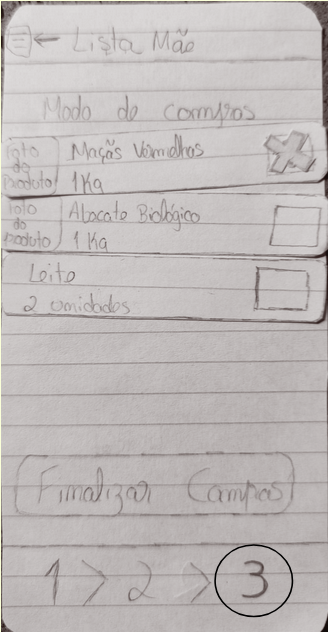 ← Lista Mãe
Modo de compras
Foto do Produto
Maçãs Vermelhas
1 Kg
Foto do Produto
Abacate Biológico
1 Kg
Leite
2 unidades
Finalizar Compras
1 > 2 > 3